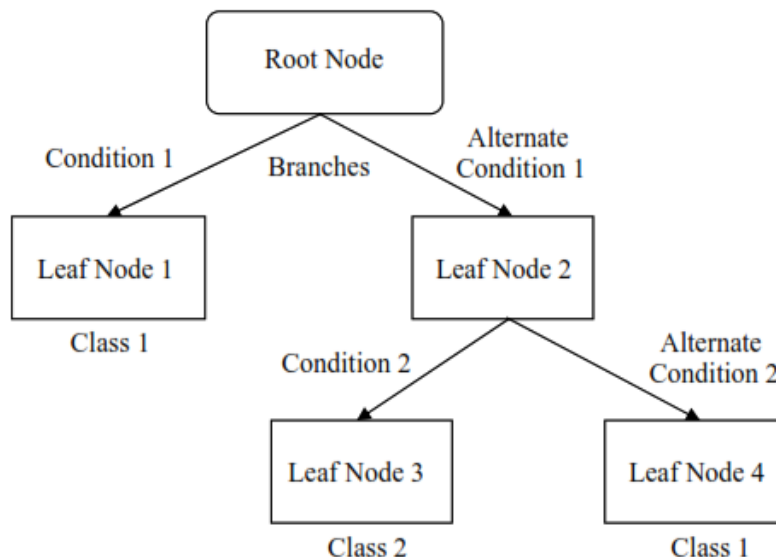 Root Node
Condition 1
Branches
Alternate
Condition 1
Leaf Node 1
Leaf Node 2
Class 1
Condition 2
Alternate
Condition 2
Leaf Node 3
Leaf Node 4
Class 2
Class 1